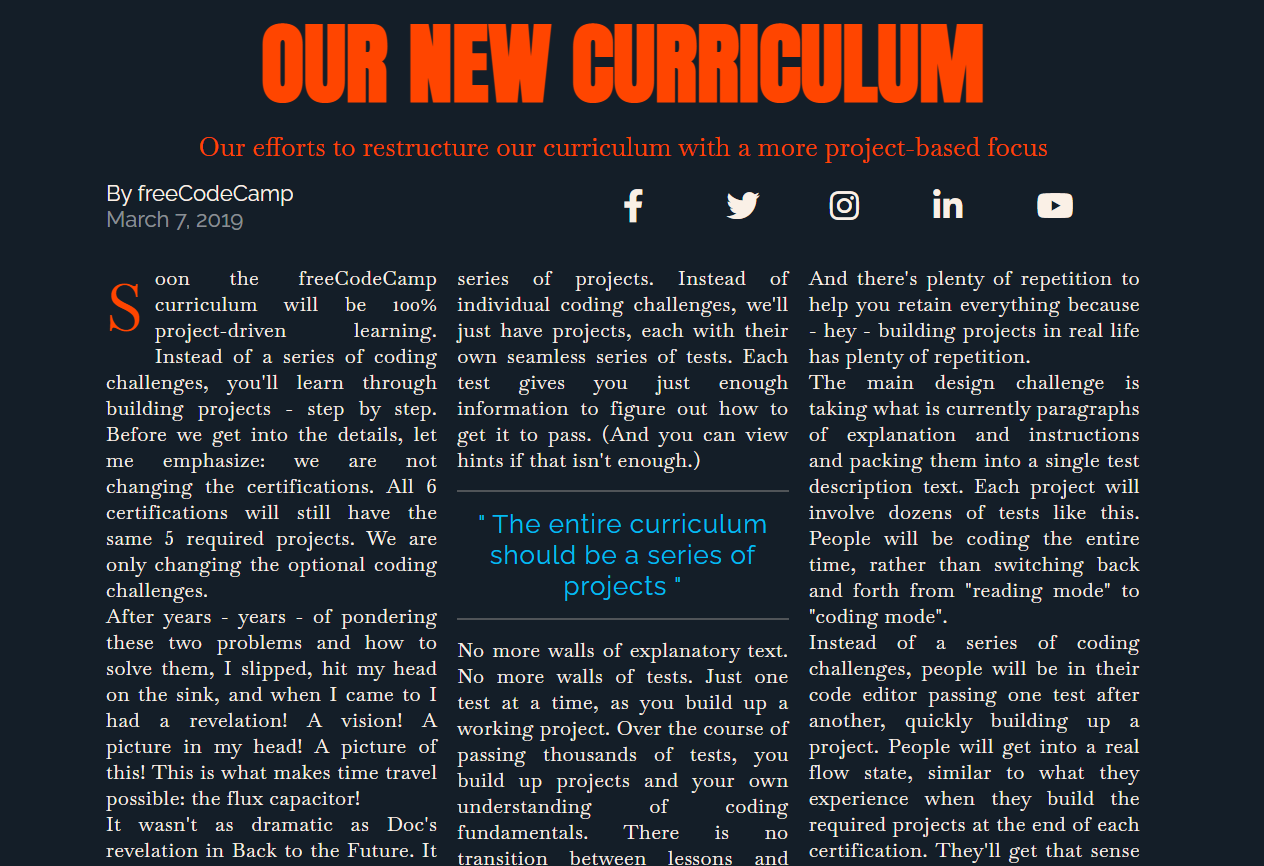 OUR NEW CURRICULUM
Our efforts to restructure our curriculum with a more project-based focus
By freeCodeCamp
March 7, 2019
Soon the freeCodeCamp
curriculum will be 100%
project-driven learning.
Instead of a series of coding
challenges, you'll learn through
building projects - step by step.
Before we get into the details, let
me emphasize: we are not
changing the certifications. All 6
certifications will still have the
same 5 required projects. We are
only changing the optional coding
challenges.
After years - years - of pondering
these two problems and how to
solve them, I slipped, hit my head
on the sink, and when I came to I
had a revelation! A vision! A
picture in my head! A picture of
this! This is what makes time travel
possible: the flux capacitor!
It wasn't as dramatic as Doc's
revelation in Back to the Future. It
series of projects. Instead of
individual coding challenges, we'll
just have projects, each with their
own seamless series of tests. Each
test gives you just enough
information to figure out how to
get it to pass. (And you can view
hints if that isn't enough.)
" The entire curriculum
should be a series of
projects "
No more walls of explanatory text.
No more walls of tests. Just one
test at a time, as you build up a
working project. Over the course of
passing thousands of tests, you
build up projects and your own
understanding of coding
fundamentals. There is no
transition between lessons and
And there's plenty of repetition to
help you retain everything because
- hey - building projects in real life
has plenty of repetition.
The main design challenge is
taking what is currently paragraphs
of explanation and instructions
and packing them into a single test
description text. Each project will
involve dozens of tests like this.
People will be coding the entire
time, rather than switching back
and forth from "reading mode" to
"coding mode".
Instead of a series of coding
challenges, people will be in their
code editor passing one test after
another, quickly building up a
project. People will get into a real
flow state, similar to what they
experience when they build the
required projects at the end of each
certification. They'll get that sense